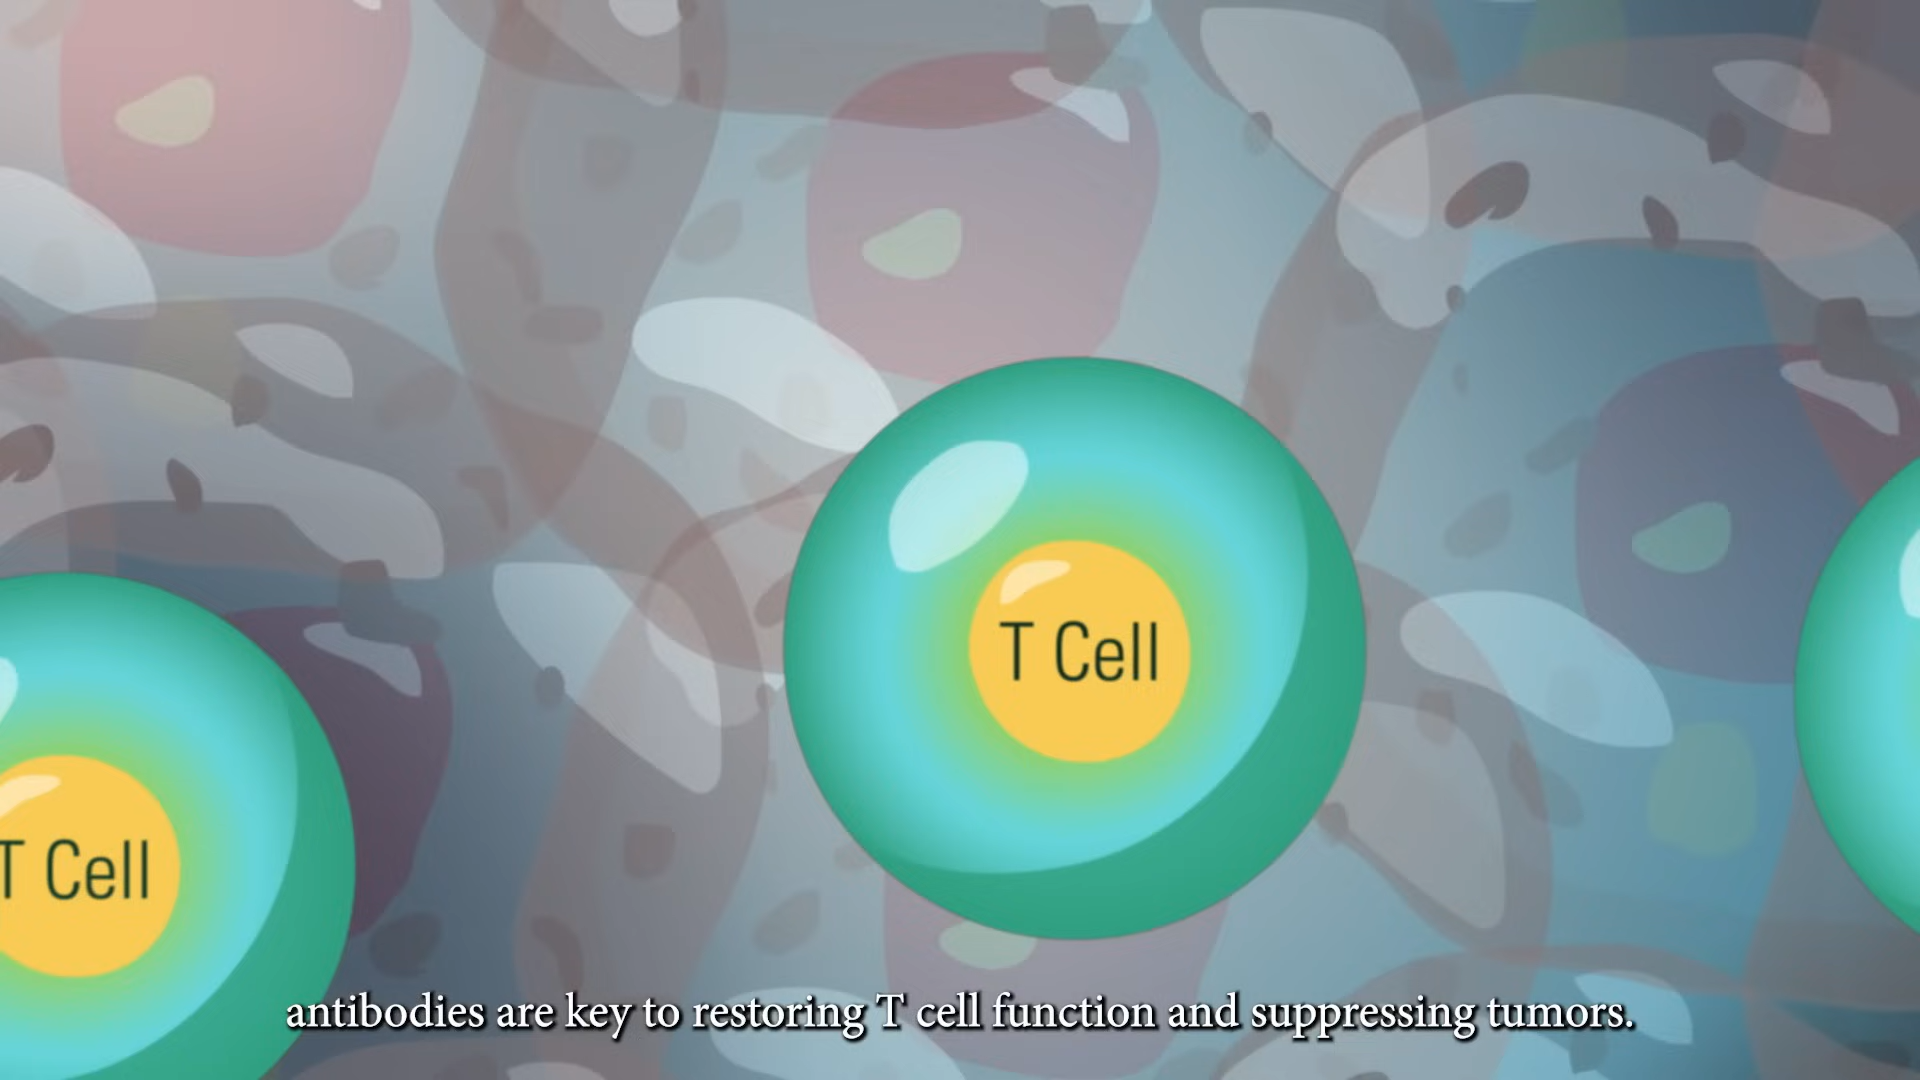 T Cell
T Cell
antibodies are key to restoring T cell function and suppressing tumors.